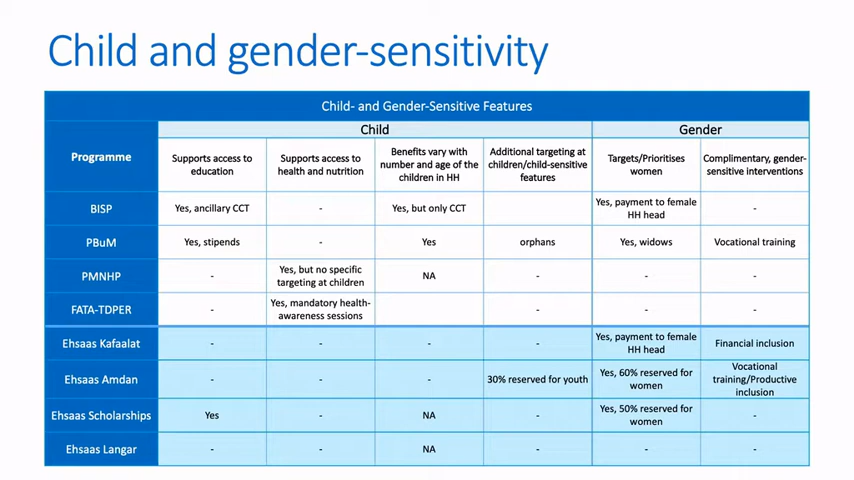 Child and gender-sensitivity
Child- and Gender-Sensitive Features
Programme
Child
Gender
Supports access to
education
Supports access to
health and nutrition
Benefits vary with
number and age of the
children in HH
Additional targeting at
children/child-sensitive
features
Targets/Prioritises
women
Complimentary, gender-
sensitive interventions
BISP
Yes, ancillary CCT
-
Yes, but only CCT
Yes, payment to female
HH head
-
PBuM
Yes, stipends
-
Yes
orphans
Yes, widows
Vocational training
PMNHP
-
Yes, but no specific
targeting at children
NA
-
-
-
FATA-TDPER
-
Yes, mandatory health-
awareness sessions
-
-
-
Ehsaas Kafaalat
-
-
-
-
Yes, payment to female
HH head
Financial inclusion
Ehsaas Amdan
-
-
-
30% reserved for youth
Yes, 60% reserved for
women
Vocational
training/Productive
inclusion
Ehsaas Scholarships
Yes
-
NA
-
Yes, 50% reserved for
women
-
Ehsaas Langar
-
-
NA
-
-
-